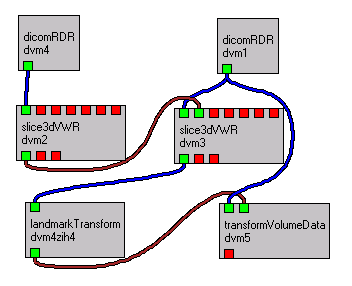 dicomRDR
dvm4
dicomRDR
dvm1
slice3dVWR
dvm2
slice3dVWR
dvm3
landmarkTransform
dvm4zih4
transformVolumeData
dvm5